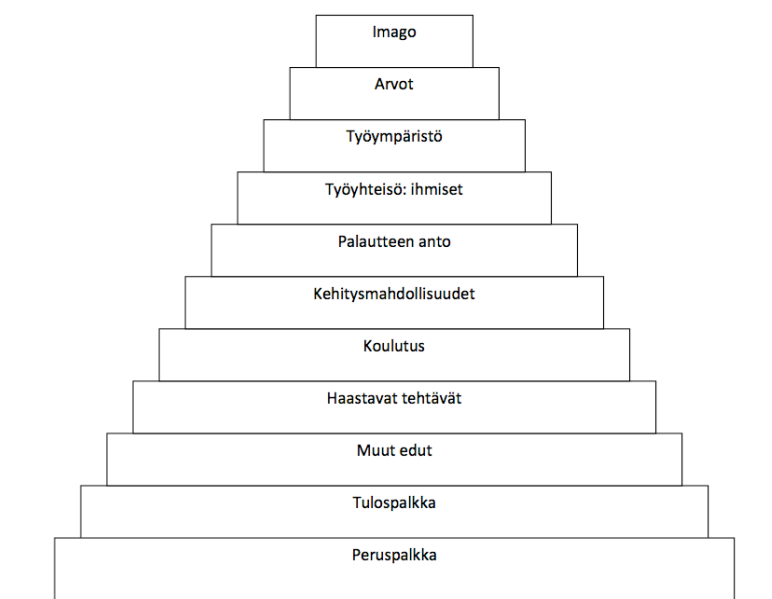 Imago
Arvot
Työympäristö
Työyhteisö: ihmiset
Palautteen anto
Kehitysmahdollisuudet
Koulutus
Haastavat tehtävät
Muut edut
Tulospalkka
Peruspalkka